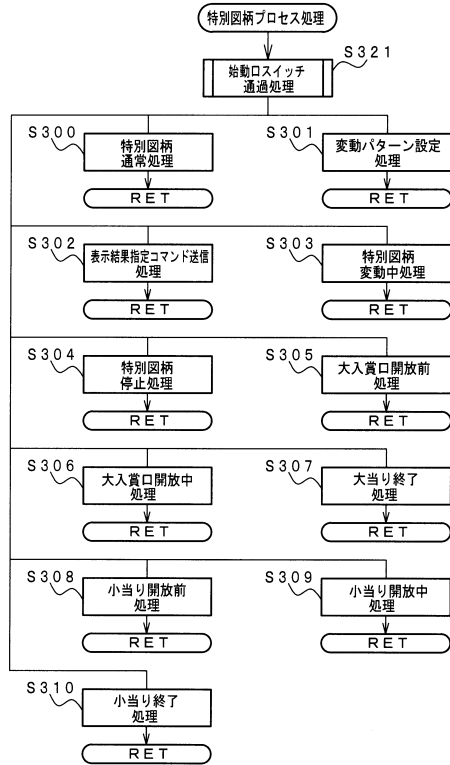 特別図柄プロセス処理
S321
始動口スイッチ
通過処理
S300
特別図柄
通常処理
RET
S301
変動パターン設定
処理
RET
S302
表示結果指定コマンド送信
処理
RET
S303
特別図柄
変動中処理
RET
S304
特別図柄
停止処理
RET
S305
大入賞口開放前
処理
RET
S306
大入賞口開放中
処理
RET
S307
大当り終了
処理
RET
S308
小当り開放前
処理
RET
S309
小当り開放中
処理
RET
S310
小当り終了
処理
RET